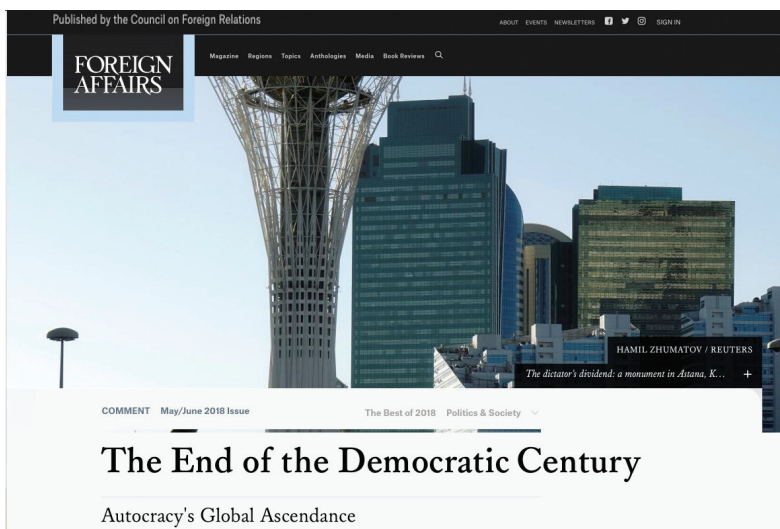 Published by the Council on Foreign Relations
ABOUT EVENTS NEWSLETTERS SIGN IN
FOREIGN
AFFAIRS
Magazine Regions Topics Anthologies Media Book Reviews
HAMIL ZHUMATOV / REUTERS
The dictator's dividend: a monument in Astana, K... +
COMMENT May/June 2018 Issue The Best of 2018 Politics & Society
The End of the Democratic Century
Autocracy's Global Ascendance